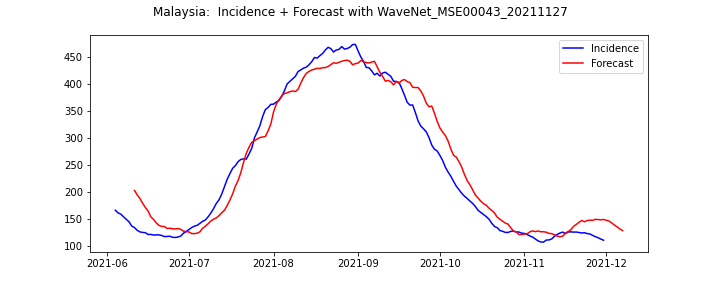 Malaysia:  Incidence + Forecast with WaveNet_MSE00043_20211127
Incidence
Forecast
450
400
350
300
250
200
150
100
2021-06 2021-07 2021-08 2021-09 2021-10 2021-11 2021-12